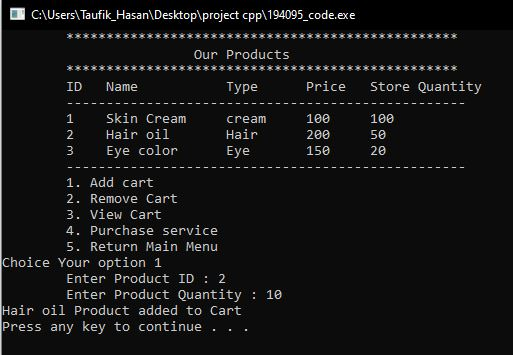 C:\Users\Taufik_Hasan\Desktop\project cpp\194095_code.exe
*************************************************
Our Products
*************************************************
ID Name Type Price Store Quantity
--------------------------------------------------
1 Skin Cream cream 100 100
2 Hair oil Hair 200 50
3 Eye color Eye 150 20
--------------------------------------------------
1. Add cart
2. Remove Cart
3. View Cart
4. Purchase service
5. Return Main Menu
Choice Your option 1
Enter Product ID : 2
Enter Product Quantity : 10
Hair oil Product added to Cart
Press any key to continue . . .